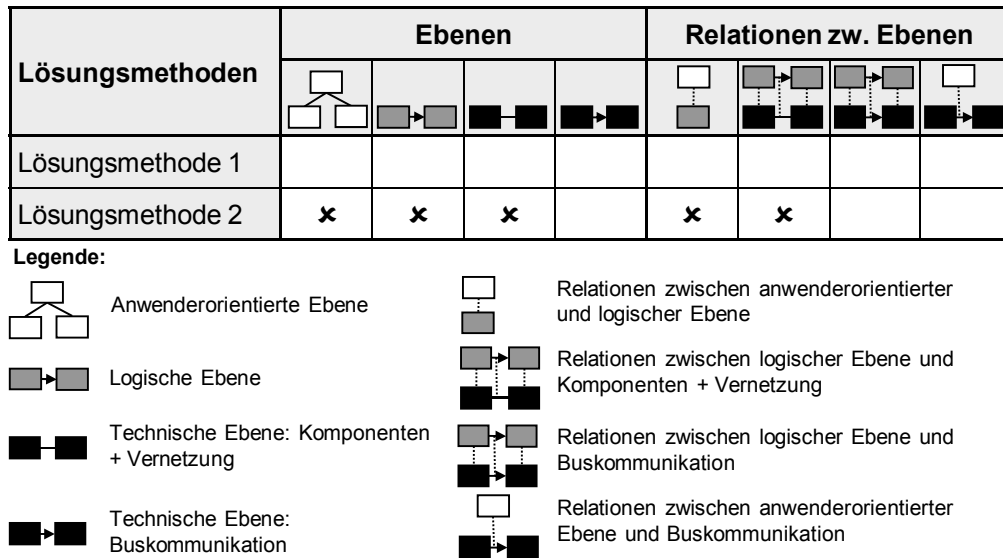 Lösungsmethoden
Ebenen
Relationen zw. Ebenen
Lösungsmethode 1
Lösungsmethode 2 ✘ ✘ ✘ ✘ ✘
Legende:
Anwenderorientierte Ebene
Logische Ebene
Technische Ebene: Komponenten
+ Vernetzung
Technische Ebene:
Buskommunikation
Relationen zwischen anwenderorientierter
und logischer Ebene
Relationen zwischen logischer Ebene und
Komponenten + Vernetzung
Relationen zwischen logischer Ebene und
Buskommunikation
Relationen zwischen anwenderorientierter
Ebene und Buskommunikation